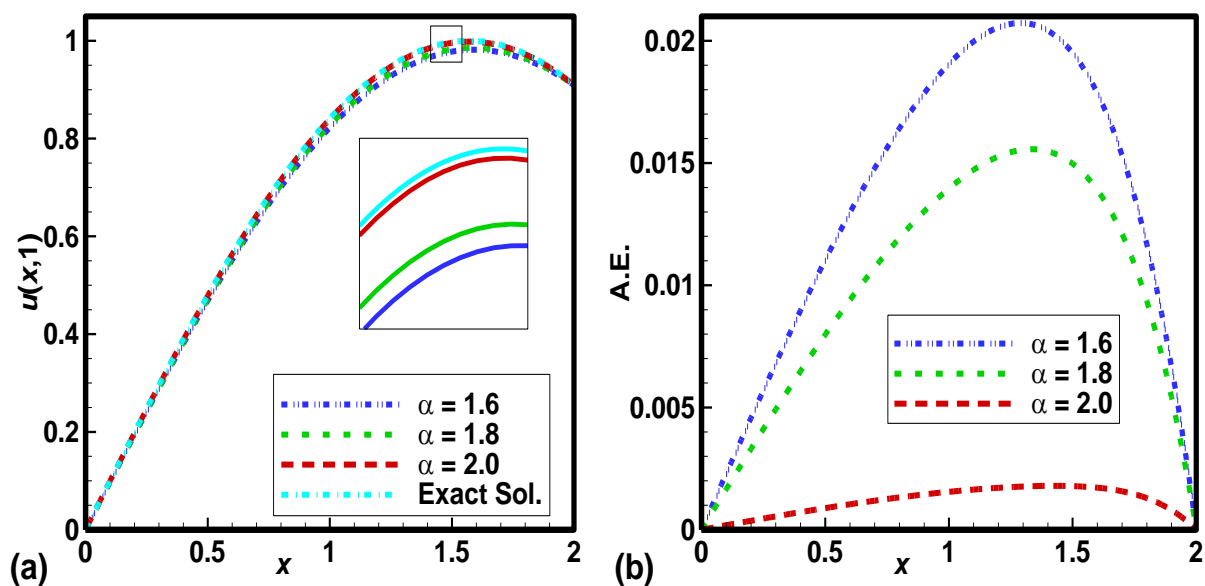 1
0.8
0.6
0.4
0.2
0
u(x,1)
α = 1.6
α = 1.8
α = 2.0
Exact Sol.
0 0.5 1 1.5 2
x
(a)
0.02
0.015
0.01
0.005
0
A.E.
α = 1.6
α = 1.8
α = 2.0
0 0.5 1 1.5 2
x
(b)